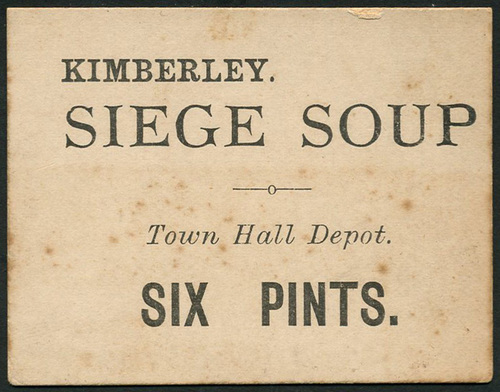 KIMBERLEY.
SIEGE SOUP
Town Hall Depot.
SIX PINTS.